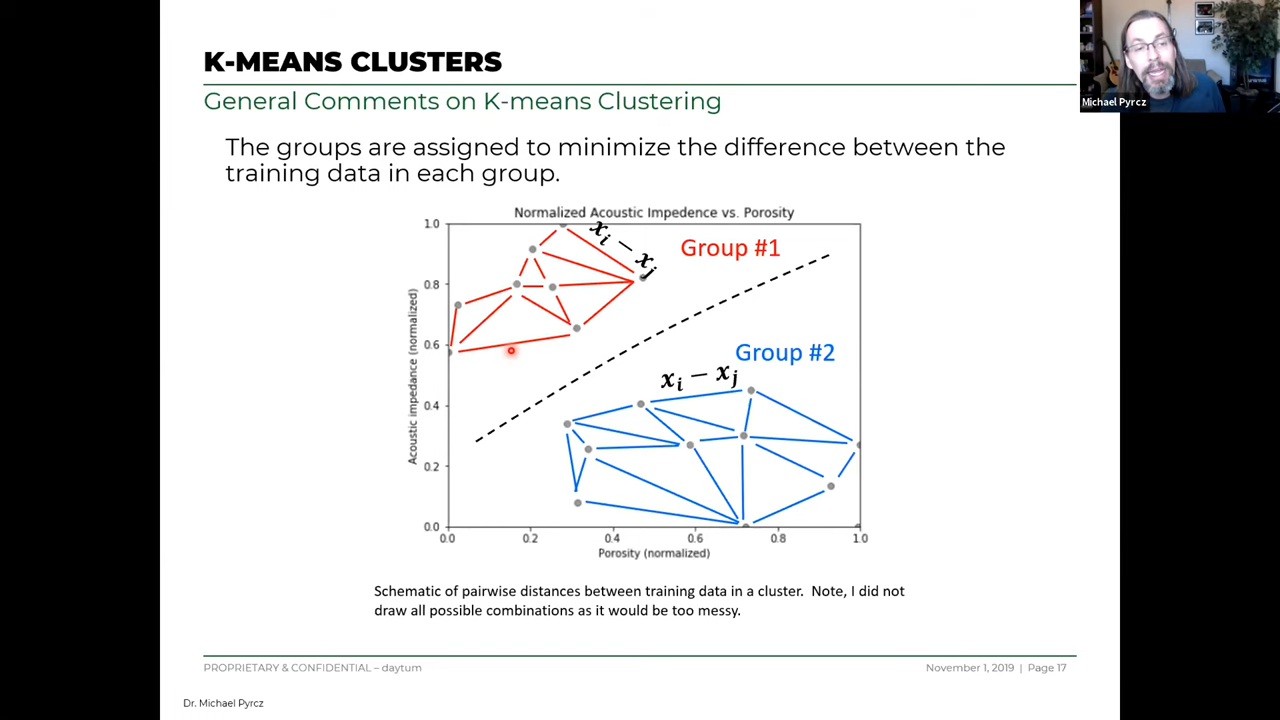 K-MEANS CLUSTERS
General Comments on K-means Clustering
Michael Pyrcz
The groups are assigned to minimize the difference between the
training data in each group.
Normalized Acoustic Impedence vs. Porosity
1.0
0.8
0.6
0.4
0.2
0.0
Acoustic impedance (normalized)
xi − xj
Group #1
Group #2
xi − xj
0.0 0.2 0.4 0.6 0.8 1.0
Porosity (normalized)
Schematic of pairwise distances between training data in a cluster. Note, I did not
draw all possible combinations as it would be too messy.
PROPRIETARY & CONFIDENTIAL – daytum
November 1, 2019 | Page 17
Dr. Michael Pyrcz